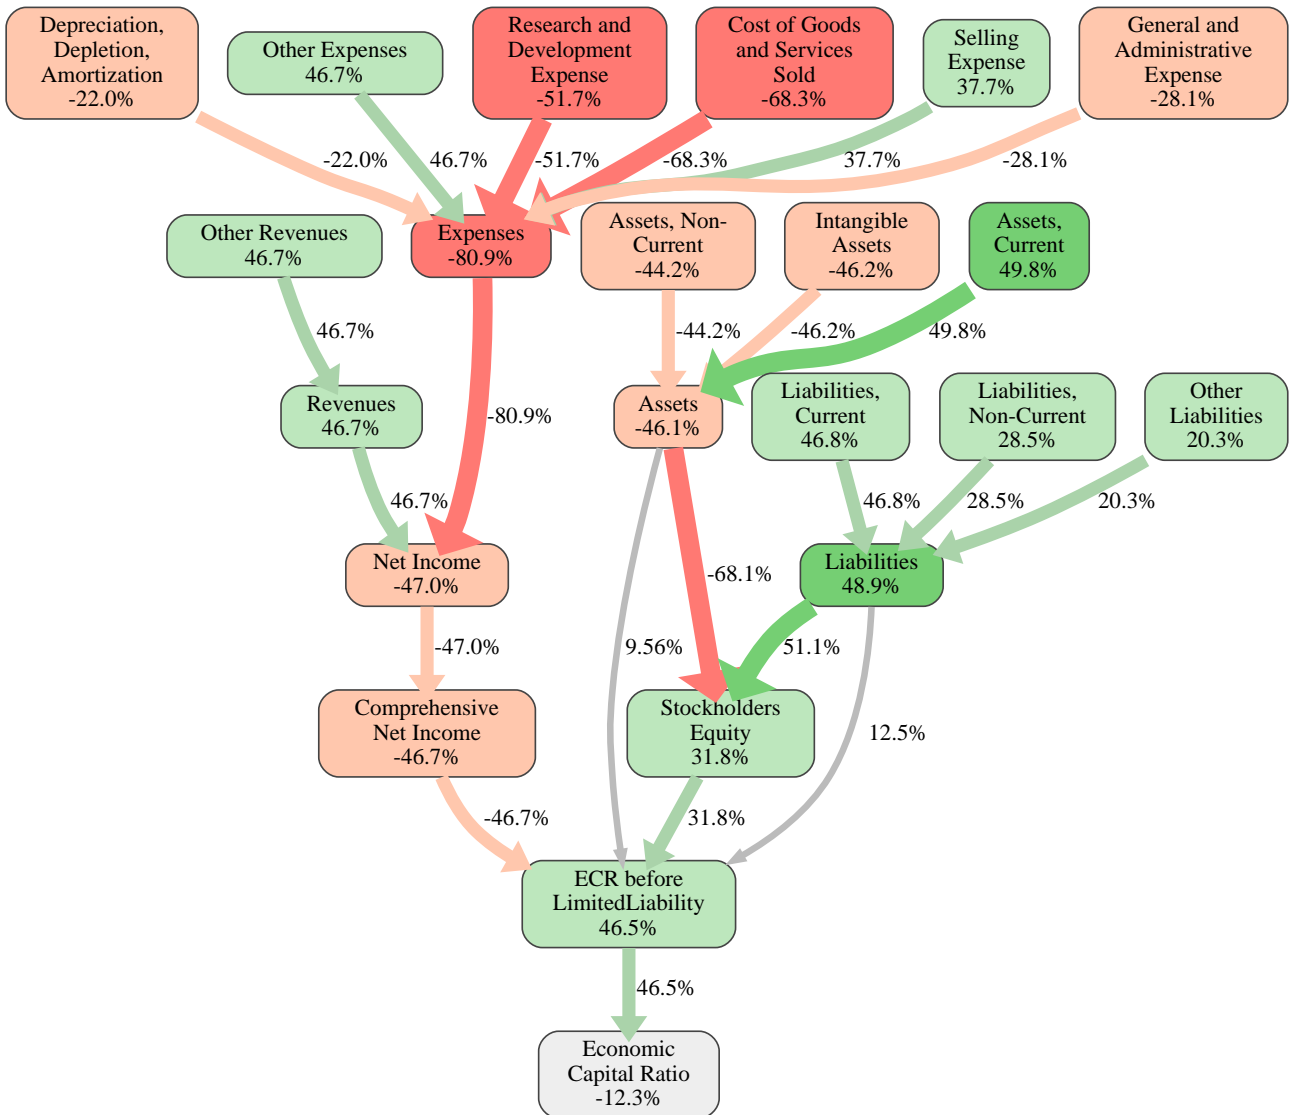 Depreciation,
Depletion,
Amortization
-22.0%
Other Expenses
46.7%
Research and
Development
Expense
-51.7%
Cost of Goods
and Services
Sold
-68.3%
Selling
Expense
37.7%
General and
Administrative
Expense
-28.1%
-22.0%
46.7%
-51.7%
-68.3%
37.7%
-28.1%
Other Revenues
46.7%
Expenses
-80.9%
Assets, Non-
Current
-44.2%
Intangible
Assets
-46.2%
Assets,
Current
49.8%
46.7%
-44.2%
-46.2%
49.8%
Revenues
46.7%
-80.9%
Assets
-46.1%
Liabilities,
Current
46.8%
Liabilities,
Non-Current
28.5%
Other
Liabilities
20.3%
46.7%
46.8%
28.5%
20.3%
Net Income
-47.0%
-68.1%
Liabilities
48.9%
-47.0%
9.56%
51.1%
Comprehensive
Net Income
-46.7%
Stockholders
Equity
31.8%
12.5%
-46.7%
31.8%
ECR before
LimitedLiability
46.5%
46.5%
Economic
Capital Ratio
-12.3%